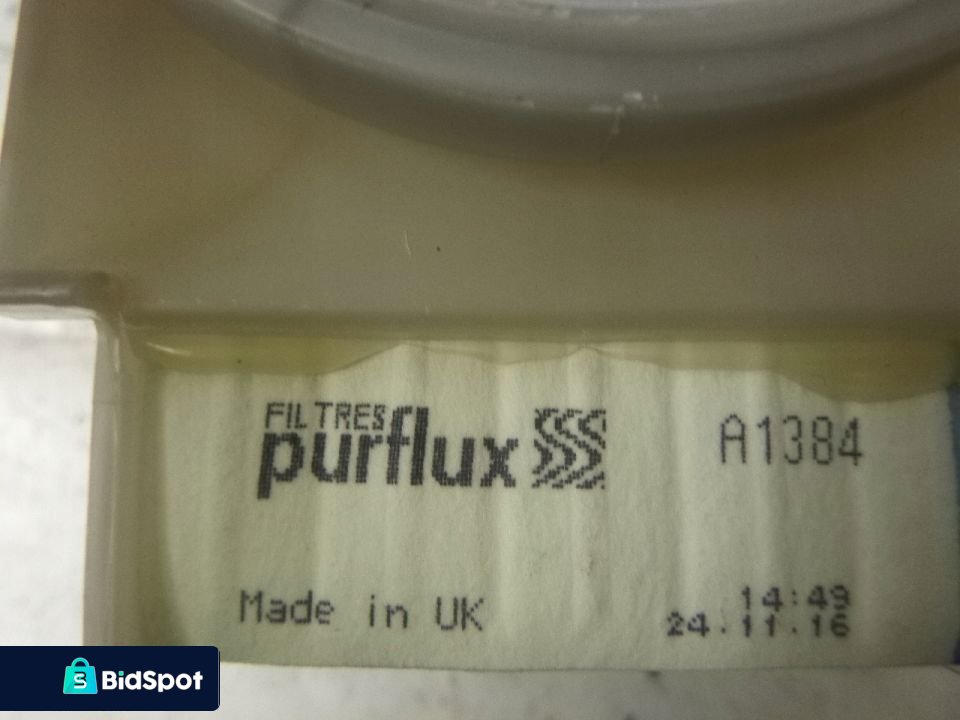 FILTRES
purflux
A1384
Made in UK
14:49
24.11.16
BidSpot